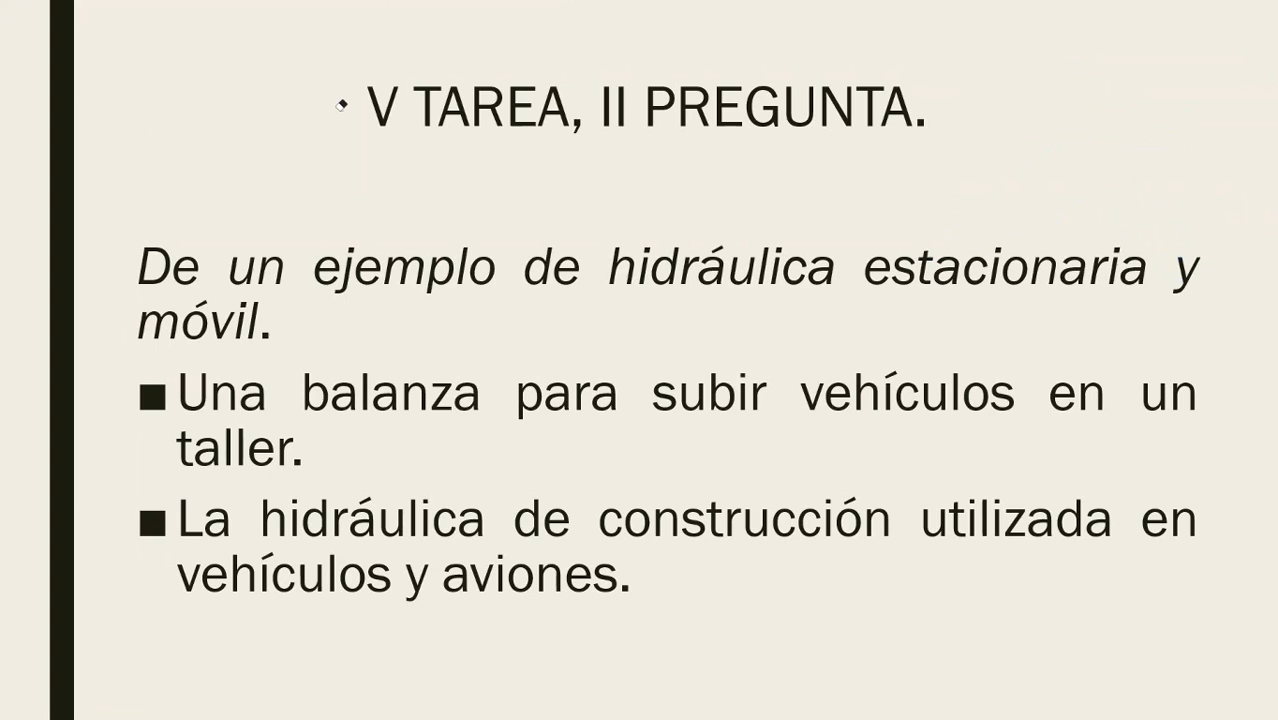 V TAREA, II PREGUNTA.
De un ejemplo de hidráulica estacionaria y
móvil.
■ Una balanza para subir vehículos en un
taller.
■ La hidráulica de construcción utilizada en
vehículos y aviones.